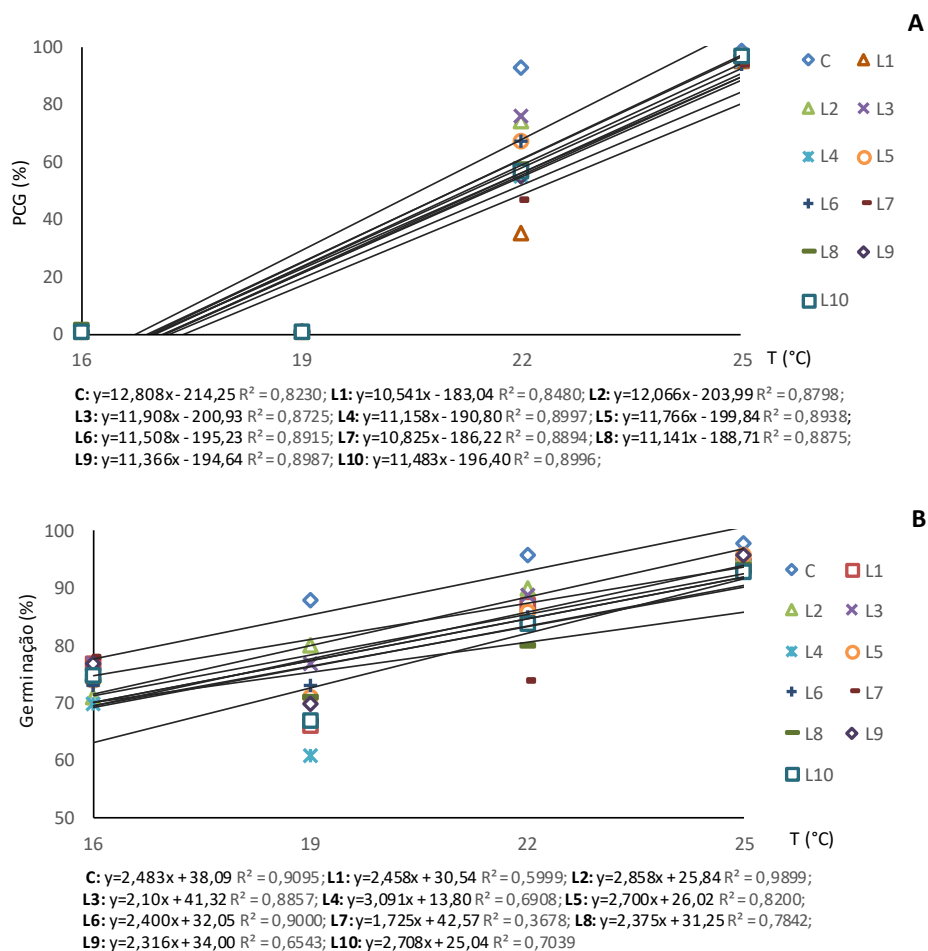 A
100
80
60
40
20
0
PCG (%)
16 19 22 25 T (°C)
C L1
L2 L3
L4 L5
L6 L7
L8 L9
L10
C: y=12,808x - 214,25 R² = 0,8230; L1: y=10,541x - 183,04 R² = 0,8480; L2: y=12,066x - 203,99 R² = 0,8798;
L3: y=11,908x - 200,93 R² = 0,8725; L4: y=11,158x - 190,80 R² = 0,8997; L5: y=11,766x - 199,84 R² = 0,8938;
L6: y=11,508x - 195,23 R² = 0,8915; L7: y=10,825x - 186,22 R² = 0,8894; L8: y=11,141x - 188,71 R² = 0,8875;
L9: y=11,366x - 194,64 R² = 0,8987; L10: y=11,483x - 196,40 R² = 0,8996;
B
100
90
80
70
60
50
Germinação (%)
16 19 22 25 T (°C)
C L1
L2 L3
L4 L5
L6 L7
L8 L9
L10
C: y=2,483x + 38,09 R² = 0,9095; L1: y=2,458x + 30,54 R² = 0,5999; L2: y=2,858x + 25,84 R² = 0,9899;
L3: y=2,10x + 41,32 R² = 0,8857; L4: y=3,091x + 13,80 R² = 0,6908; L5: y=2,700x + 26,02 R² = 0,8200;
L6: y=2,400x + 32,05 R² = 0,9000; L7: y=1,725x + 42,57 R² = 0,3678; L8: y=2,375x + 31,25 R² = 0,7842;
L9: y=2,316x + 34,00 R² = 0,6543; L10: y=2,708x + 25,04 R² = 0,7039